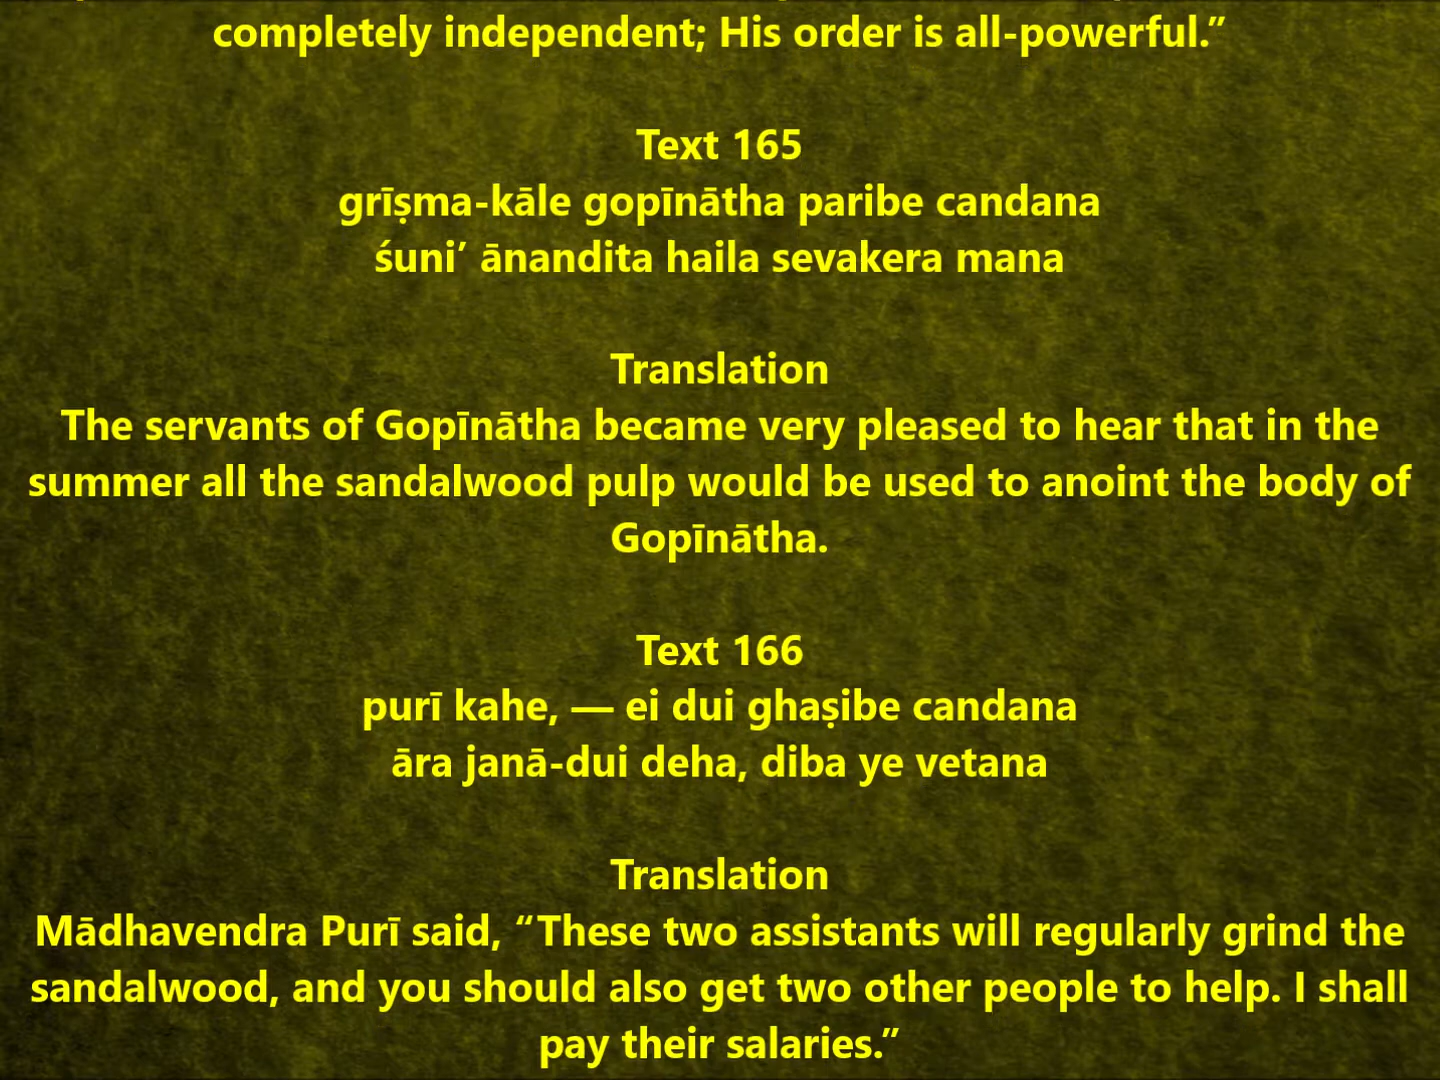 completely independent; His order is all-powerful.”
Text 165
grīṣma-kāle gopīnātha paribe candana
śuni’ ānandita haila sevakera mana
Translation
The servants of Gopīnātha became very pleased to hear that in the
summer all the sandalwood pulp would be used to anoint the body of
Gopīnātha.
Text 166
purī kahe, — ei dui ghaṣibe candana
āra janā-dui deha, diba ye vetana
Translation
Mādhavendra Purī said, “These two assistants will regularly grind the
sandalwood, and you should also get two other people to help. I shall
pay their salaries.”